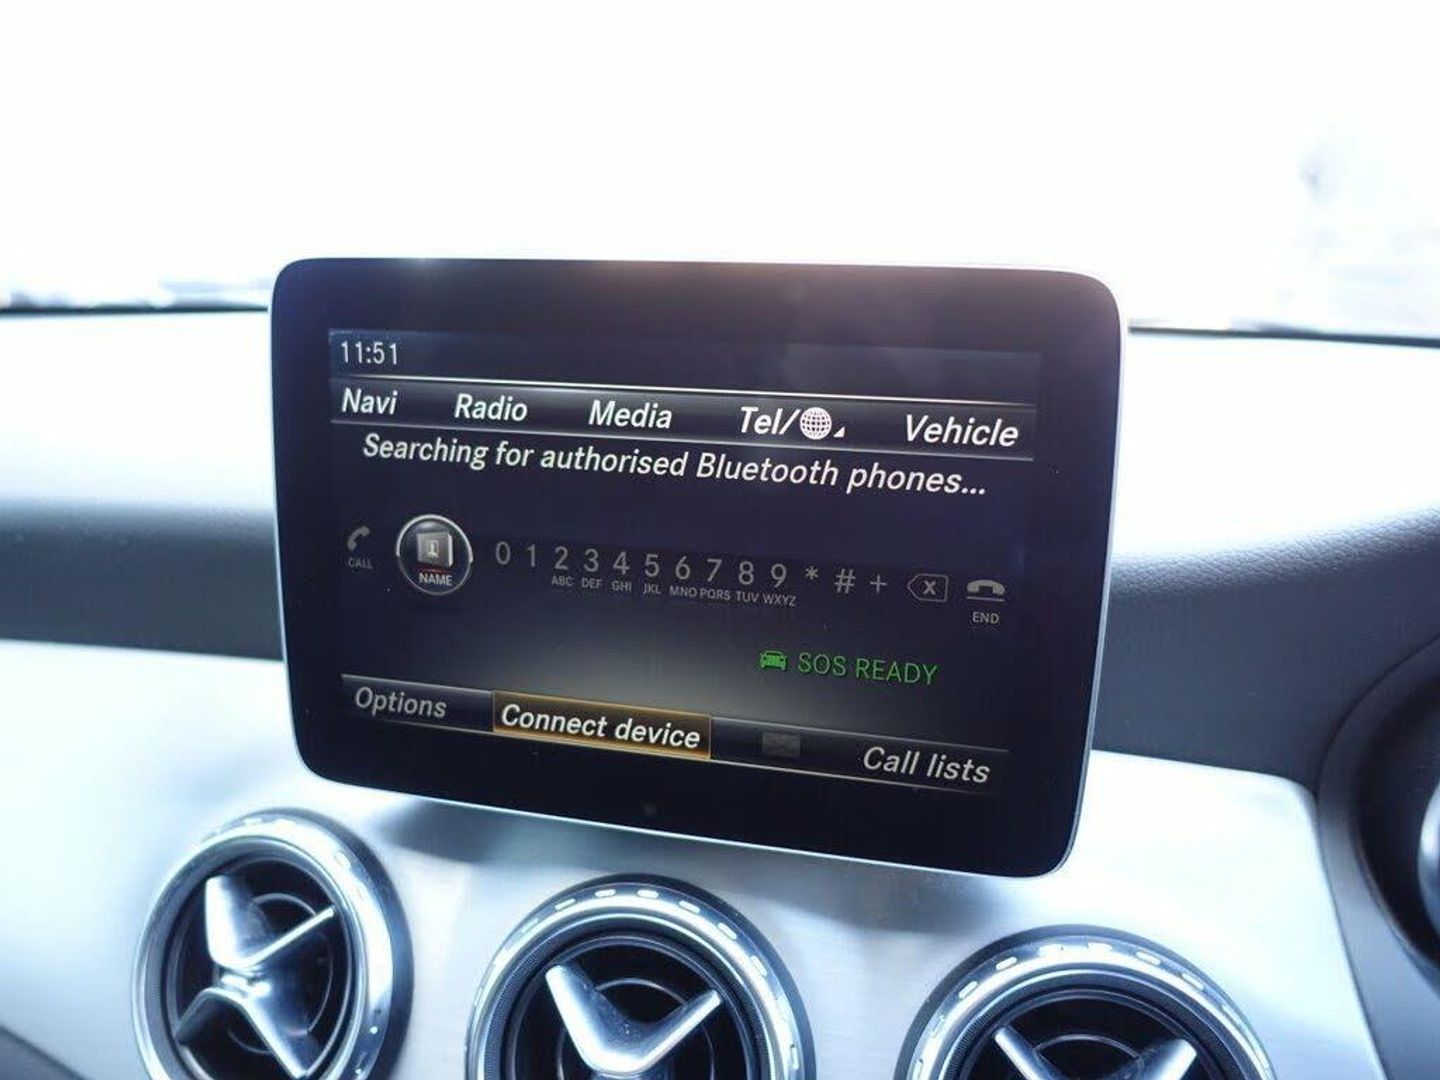 11:51
Navi Radio Media Tel/ Vehicle
Searching for authorised Bluetooth phones...
0 1 2 3 4 5 6 7 8 9 * # +
CALL NAME ABC DEF GHI JKL MNO PQRS TUV WXYZ X END
SOS READY
Options Connect device Call lists